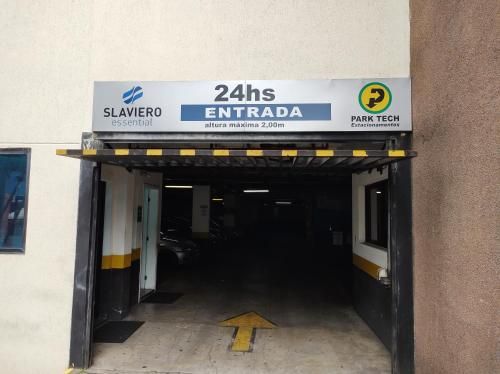 SLAVIERO
essential
24hs
ENTRADA
altura máxima 2,00m
P
PARK TECH
Estacionamentos